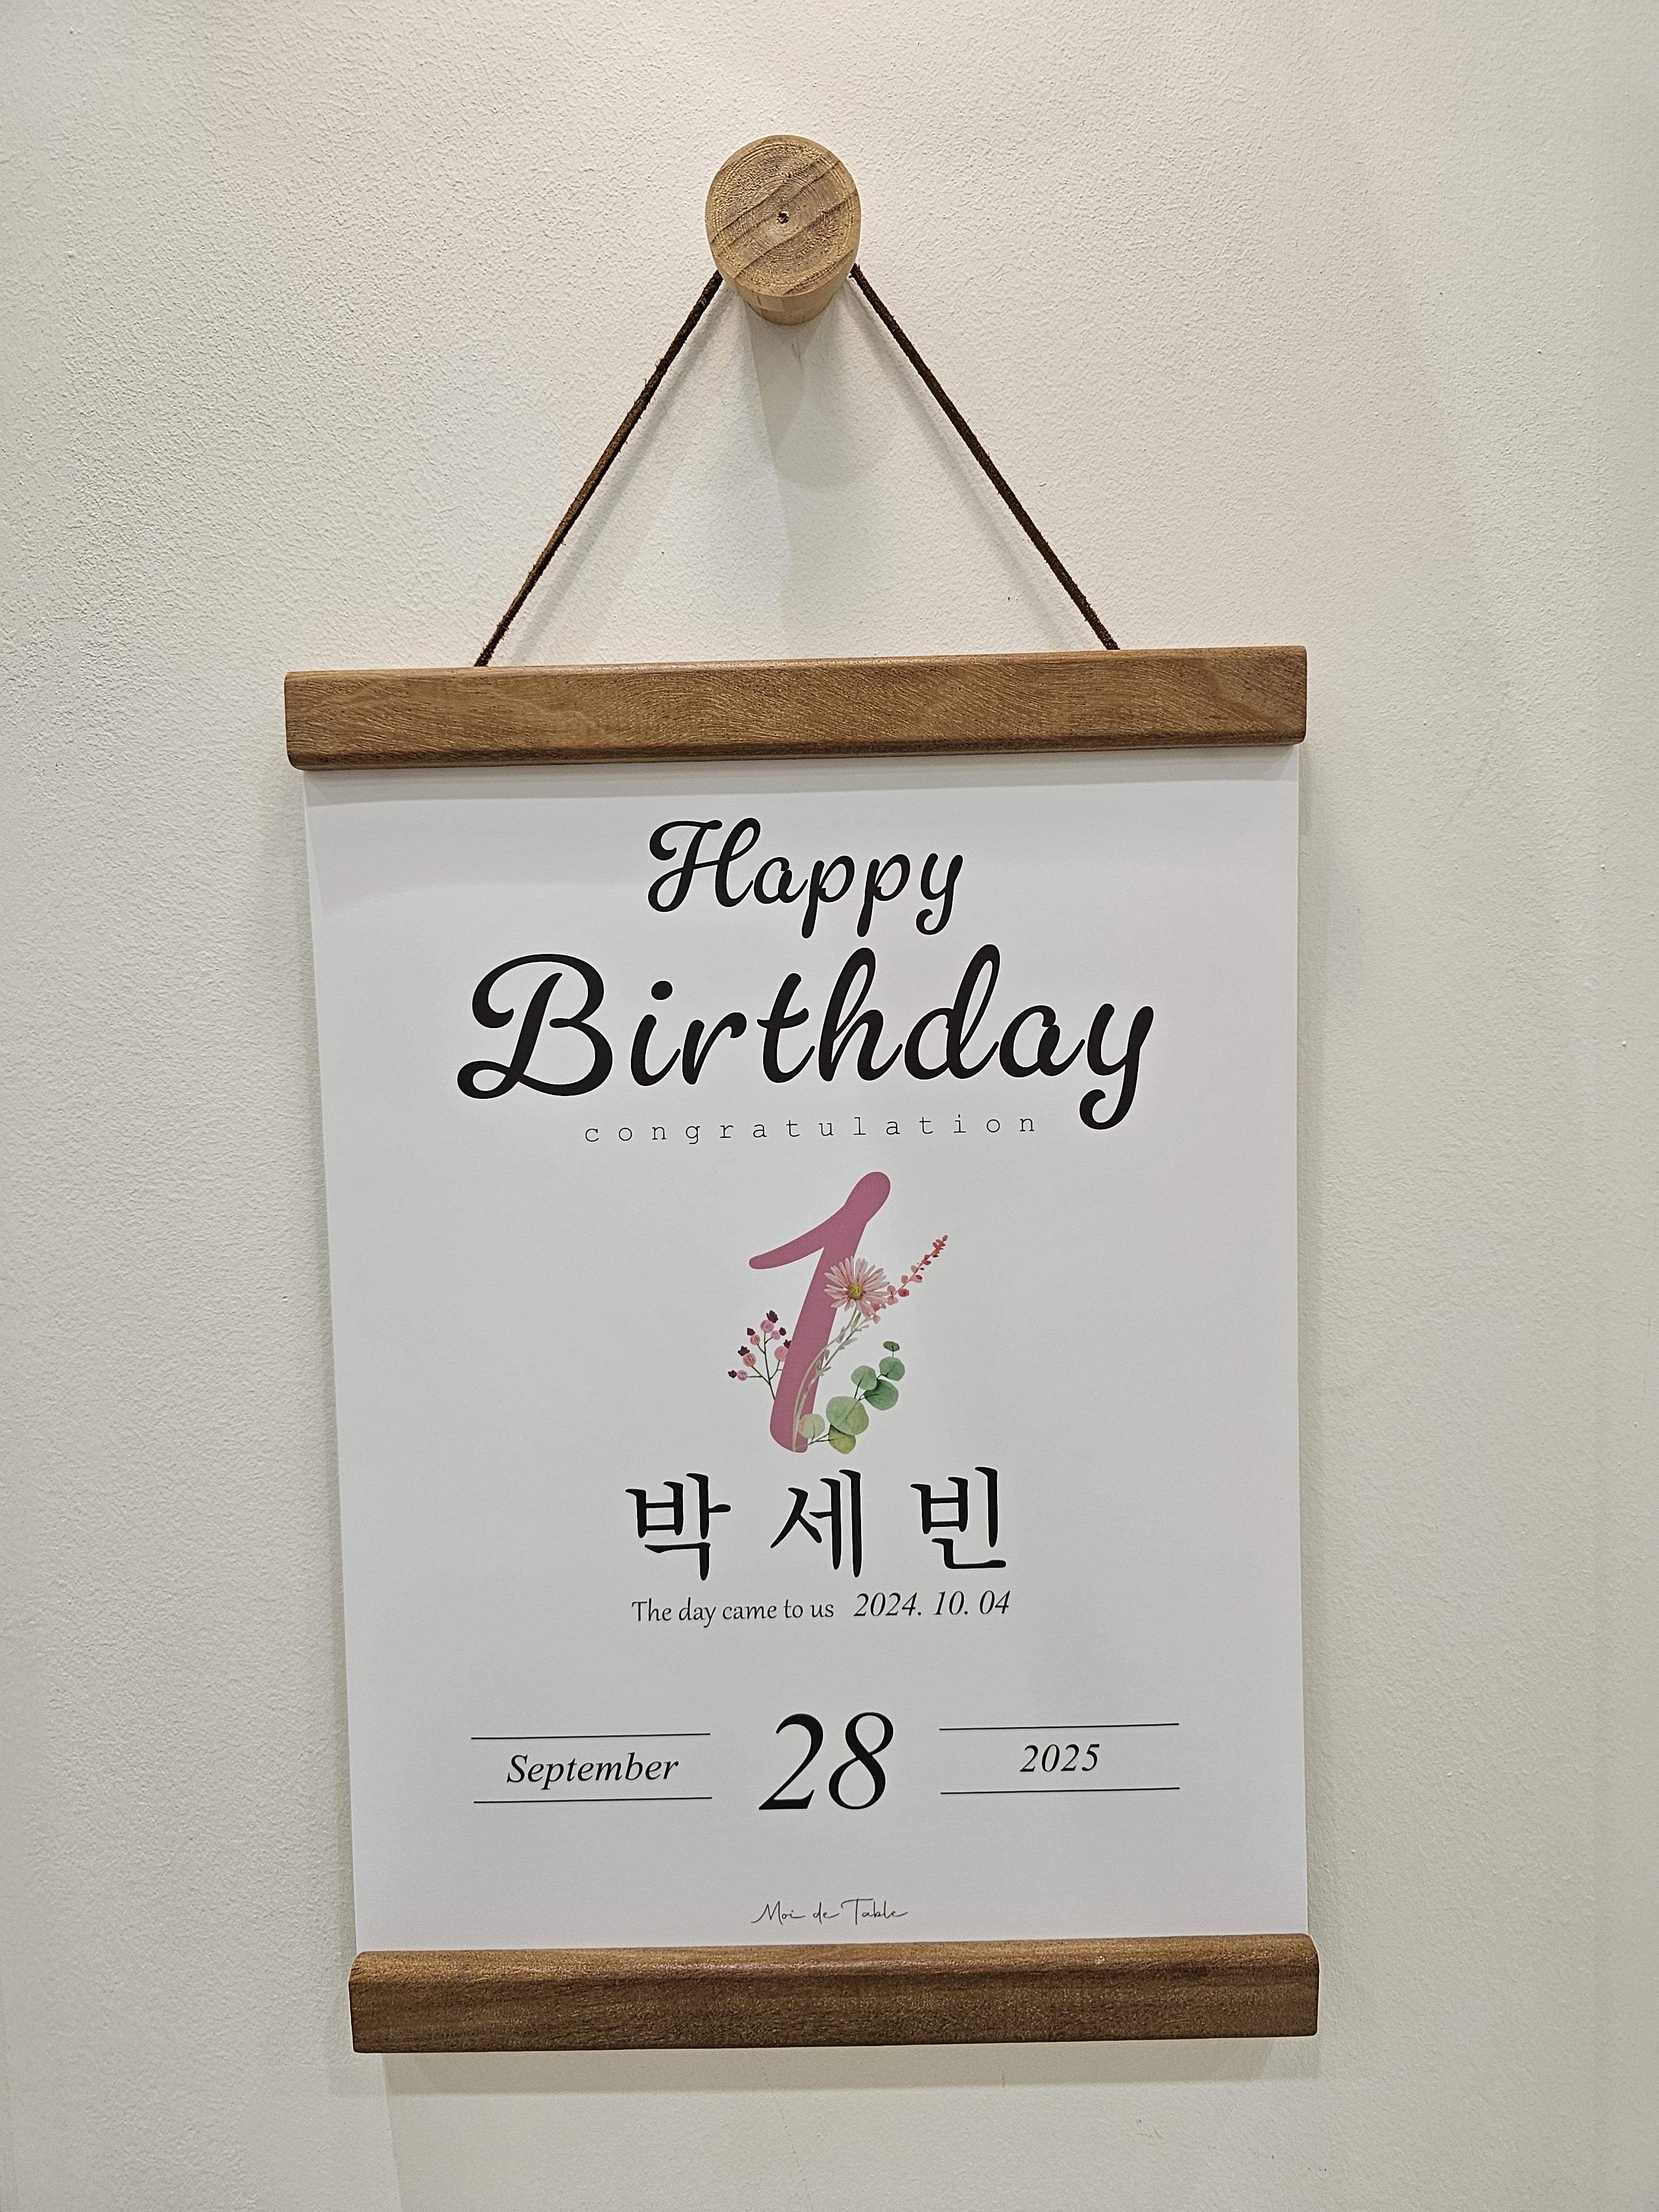 Happy
Birthday
congratulation
1
박세빈
The day came to us 2024. 10. 04
September 28 2025
Moi de Table